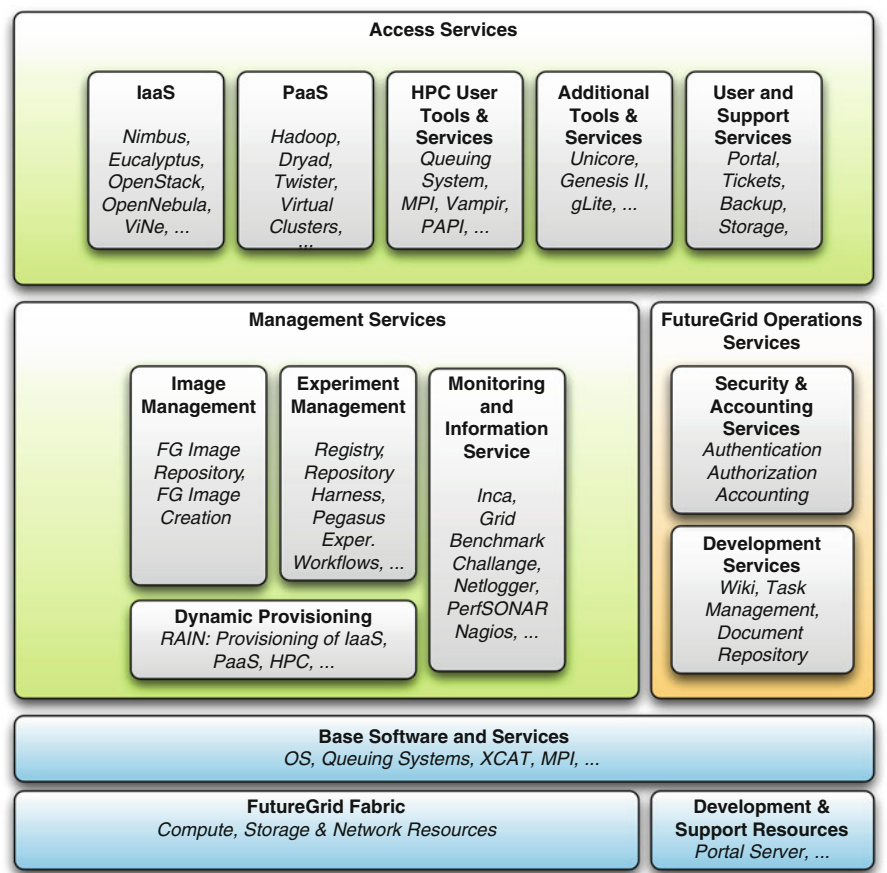 Access Services
IaaS
Nimbus,
Eucalyptus,
OpenStack,
OpenNebula,
ViNe, ...
PaaS
Hadoop,
Dryad,
Twister,
Virtual
Clusters,
...
HPC User
Tools &
Services
Queuing
System,
MPI, Vampir,
PAPI, ...
Additional
Tools &
Services
Unicore,
Genesis II,
gLite, ...
User and
Support
Services
Portal,
Tickets,
Backup,
Storage,
Management Services
Image
Management
FG Image
Repository,
FG Image
Creation
Experiment
Management
Registry,
Repository
Harness,
Pegasus
Exper.
Workflows, ...
Monitoring
and
Information
Service
Inca,
Grid
Benchmark
Challange,
Netlogger,
PerfSONAR
Nagios, ...
Dynamic Provisioning
RAIN: Provisioning of IaaS,
PaaS, HPC, ...
FutureGrid Operations
Services
Security &
Accounting
Services
Authentication
Authorization
Accounting
Development
Services
Wiki, Task
Management,
Document
Repository
Base Software and Services
OS, Queuing Systems, XCAT, MPI, ...
FutureGrid Fabric
Compute, Storage & Network Resources
Development &
Support Resources
Portal Server, ...